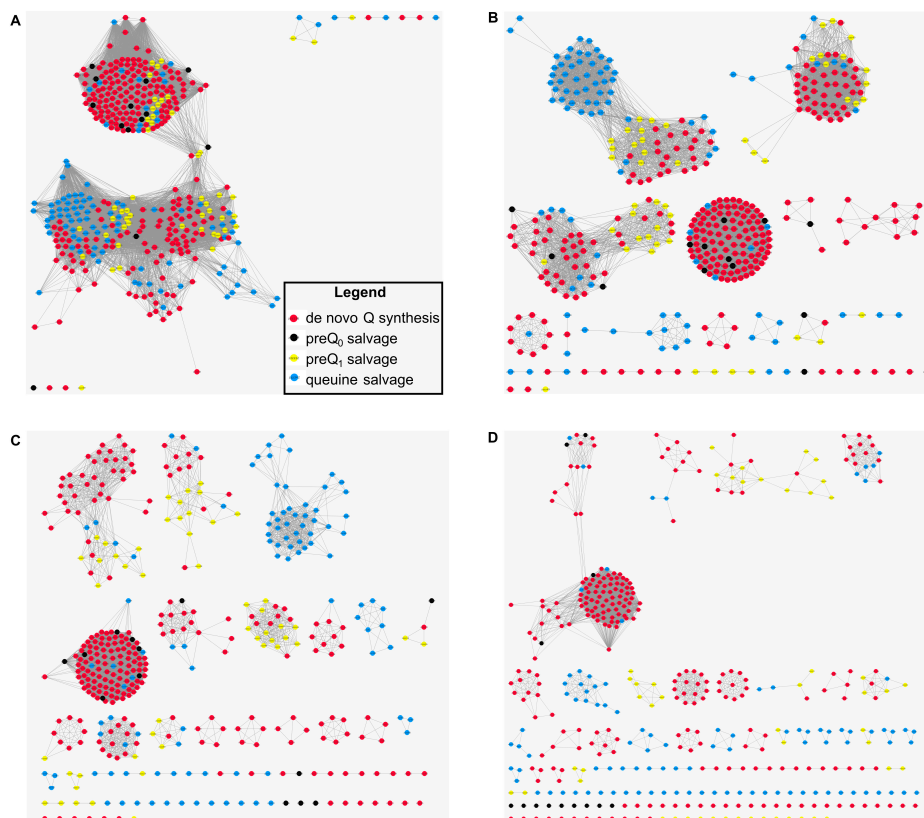 A
B
Legend
de novo Q synthesis
preQ₀ salvage
preQ₁ salvage
queuine salvage
C
D